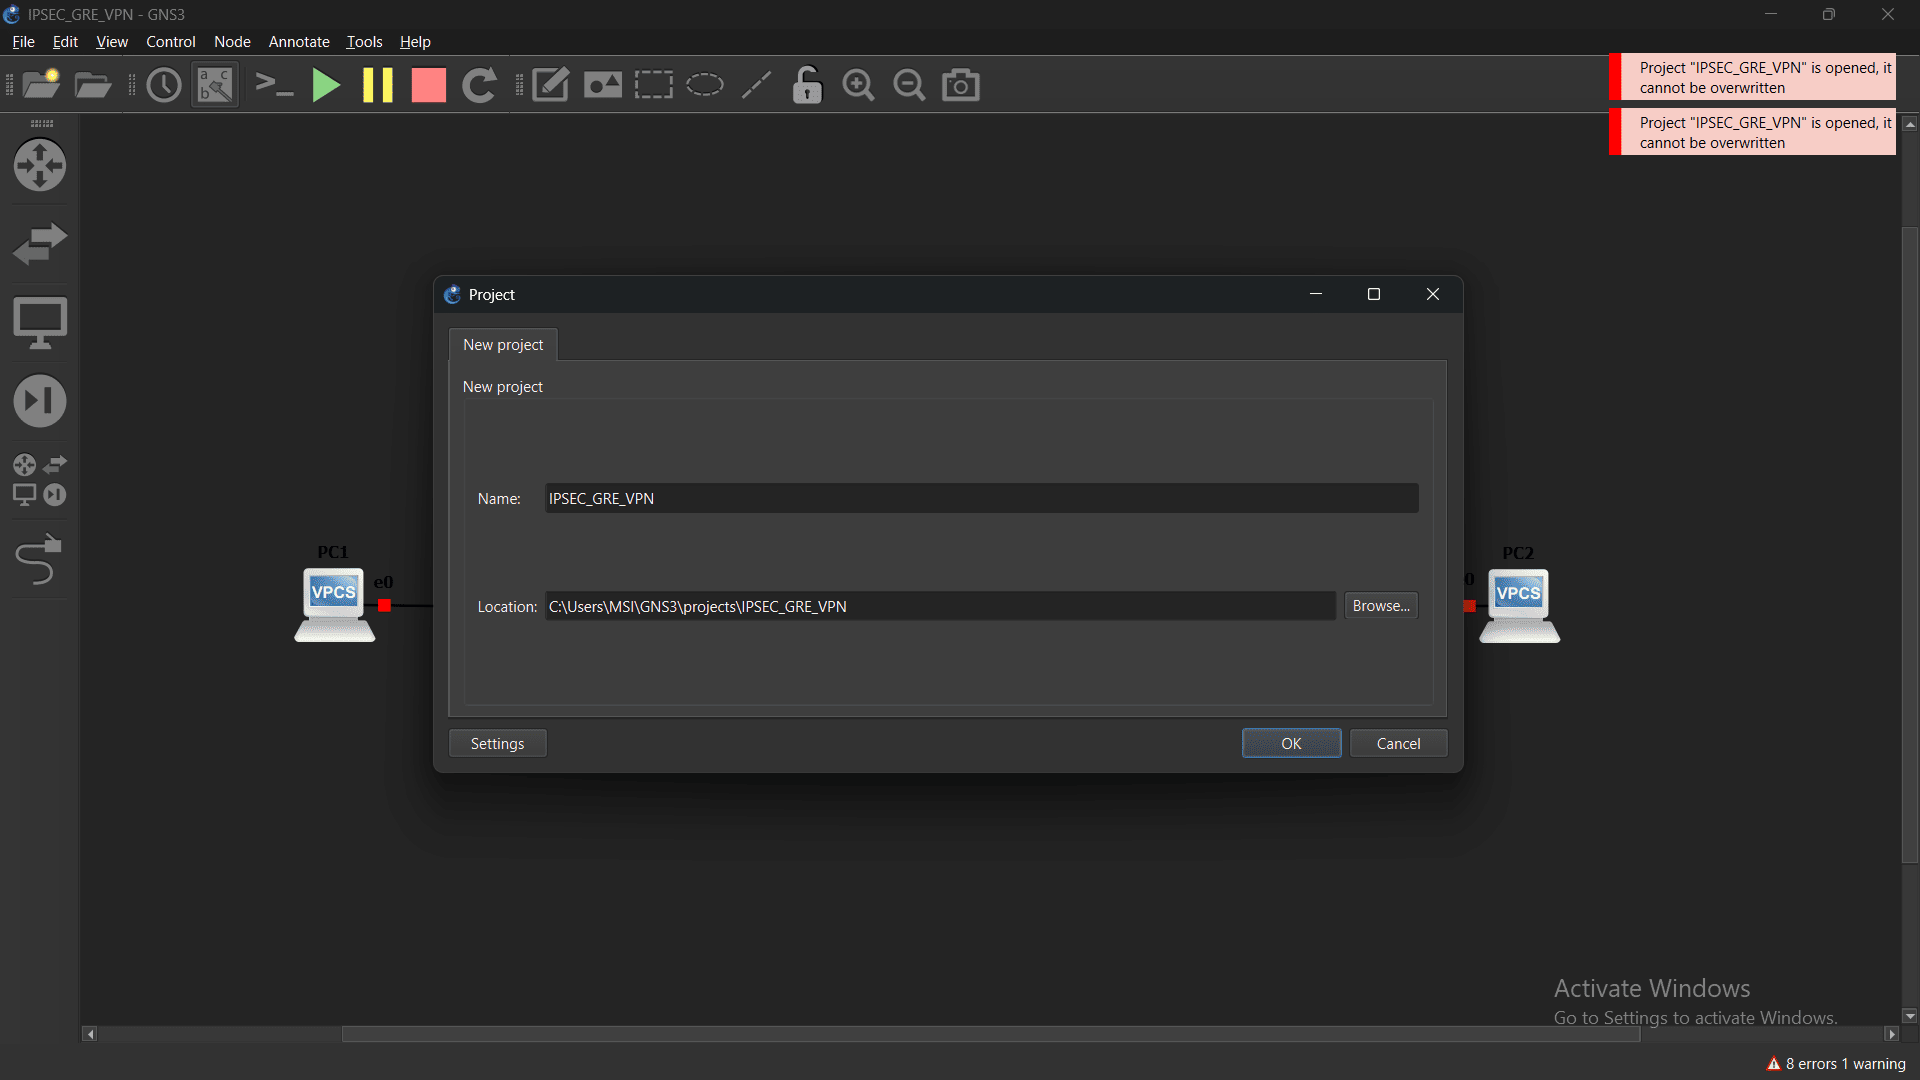 IPSEC_GRE_VPN - GNS3
File Edit View Control Node Annotate Tools Help
a c
b
Project "IPSEC_GRE_VPN" is opened, it
cannot be overwritten
Project "IPSEC_GRE_VPN" is opened, it
cannot be overwritten
Project
New project
New project
Name: IPSEC_GRE_VPN
Location: C:\Users\MSI\GNS3\projects\IPSEC_GRE_VPN Browse...
Settings OK Cancel
PC1
e0
VPCS
PC2
0
VPCS
Activate Windows
Go to Settings to activate Windows.
8 errors 1 warning